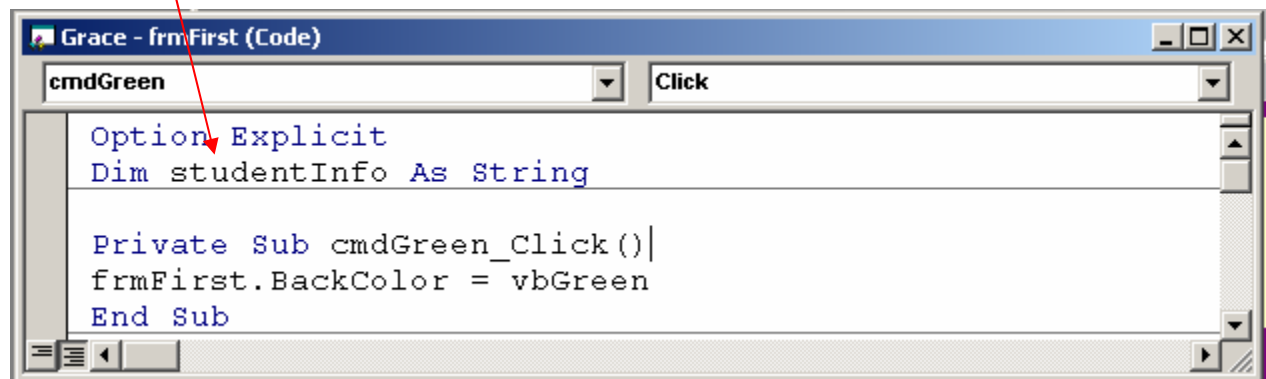 Grace - frmFirst (Code)
cmdGreen Click
Option Explicit
Dim studentInfo As String
Private Sub cmdGreen_Click()
frmFirst.BackColor = vbGreen
End Sub